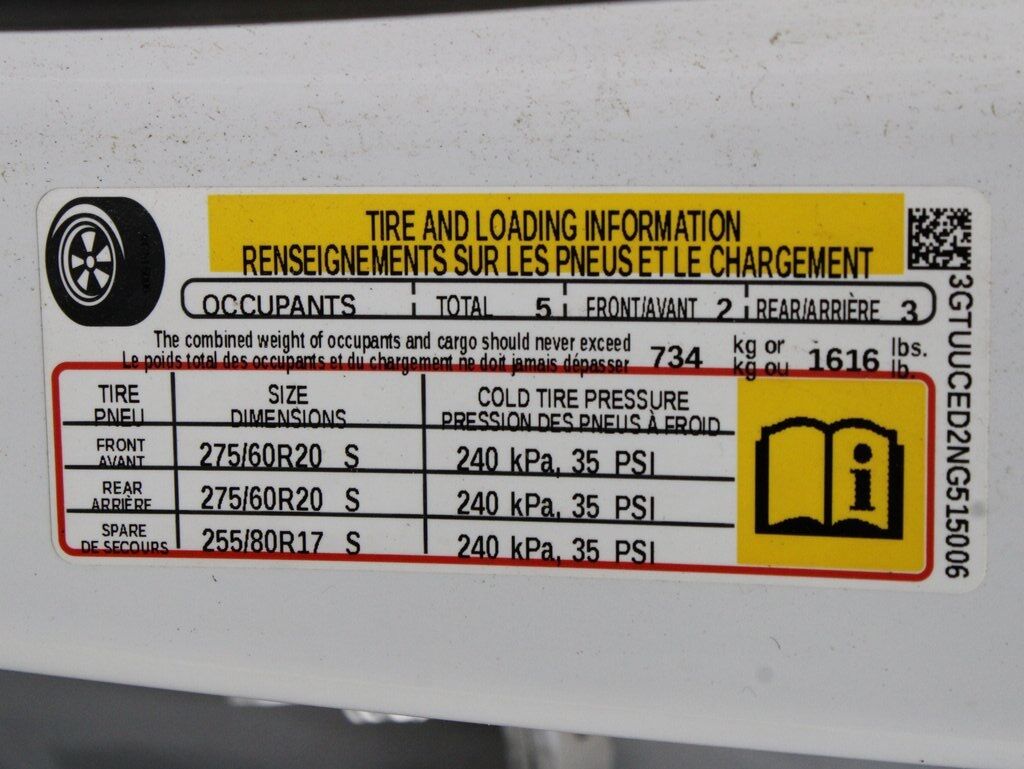 TIRE AND LOADING INFORMATION
RENSEIGNEMENTS SUR LES PNEUS ET LE CHARGEMENT
OCCUPANTS TOTAL 5 FRONT/AVANT 2 REAR/ARRIÈRE 3
The combined weight of occupants and cargo should never exceed 734 kg or 1616 lbs.
Le poids total des occupants et du chargement ne doit jamais dépasser kg ou lb.
TIRE SIZE COLD TIRE PRESSURE
PNEU DIMENSIONS PRESSION DES PNEUS À FROID
FRONT
AVANT 275/60R20 S 240 kPa, 35 PSI
REAR
ARRIÈRE 275/60R20 S 240 kPa, 35 PSI
SPARE
DE SECOURS 255/80R17 S 240 kPa, 35 PSI
3GTUUCED2NG515006